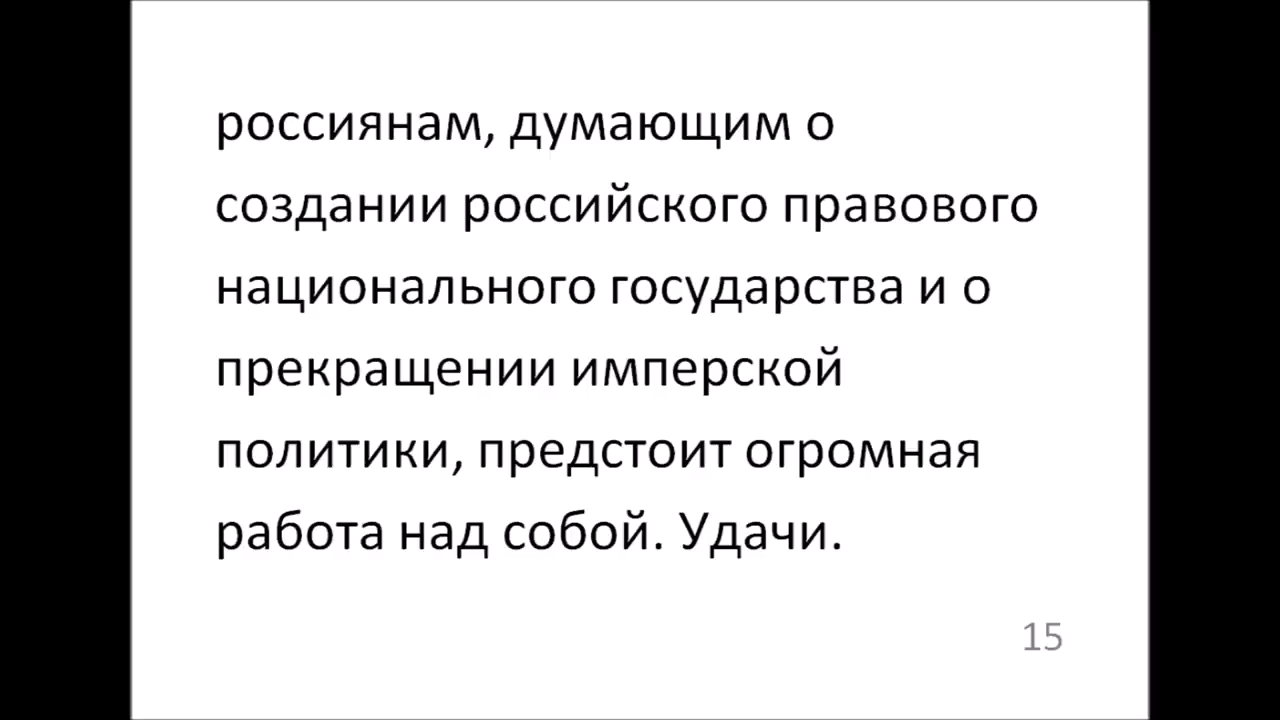 россиянам, думающим о
создании российского правового
национального государства и о
прекращении имперской
политики, предстоит огромная
работа над собой. Удачи.
15